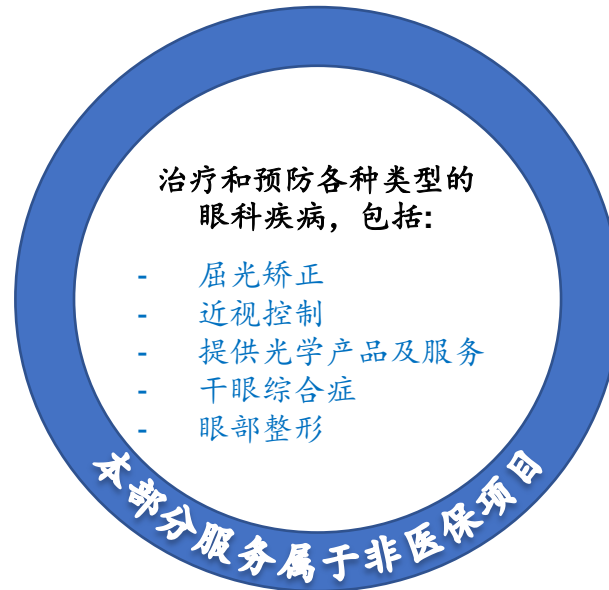 治疗和预防各种类型的
眼科疾病，包括:
- 屈光矫正
- 近视控制
- 提供光学产品及服务
- 干眼综合症
- 眼部整形
本部分服务属于非医保项目